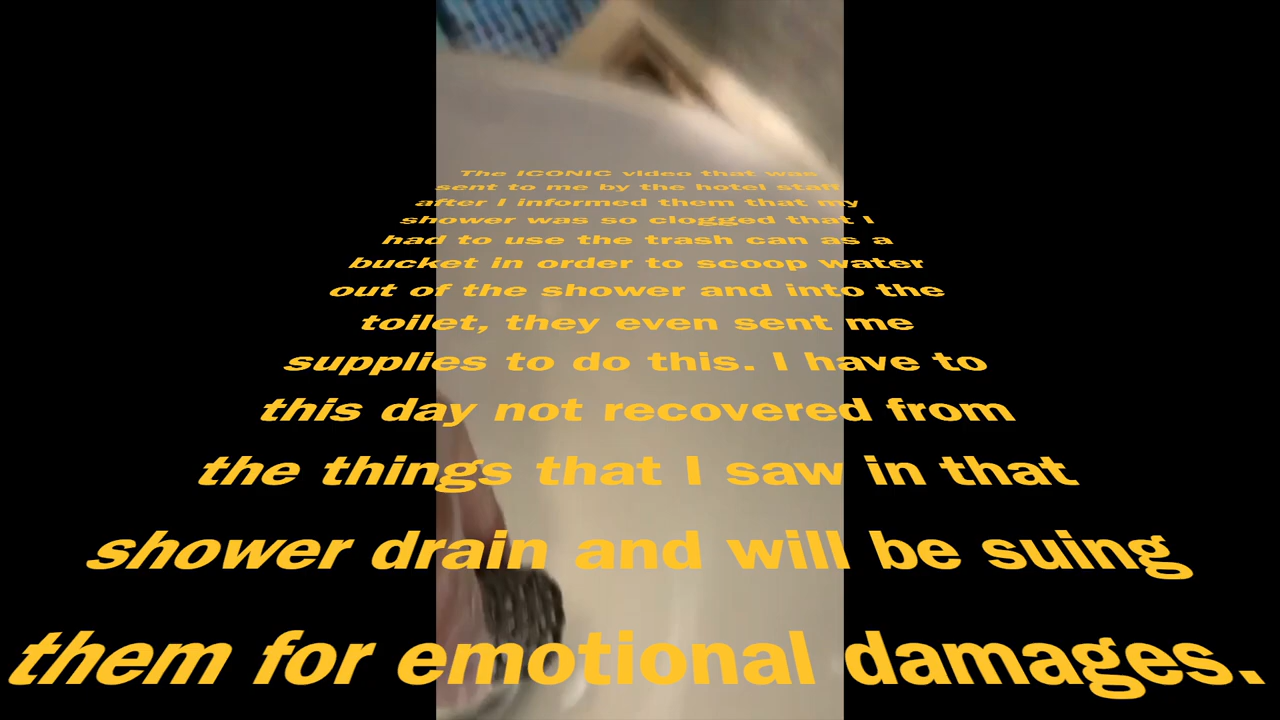 The ICONIC video that was
sent to me by the hotel staff
after I informed them that my
shower was so clogged that I
had to use the trash can as a
bucket in order to scoop water
out of the shower and into the
toilet, they even sent me
supplies to do this. I have to
this day not recovered from
the things that I saw in that
shower drain and will be suing
them for emotional damages.